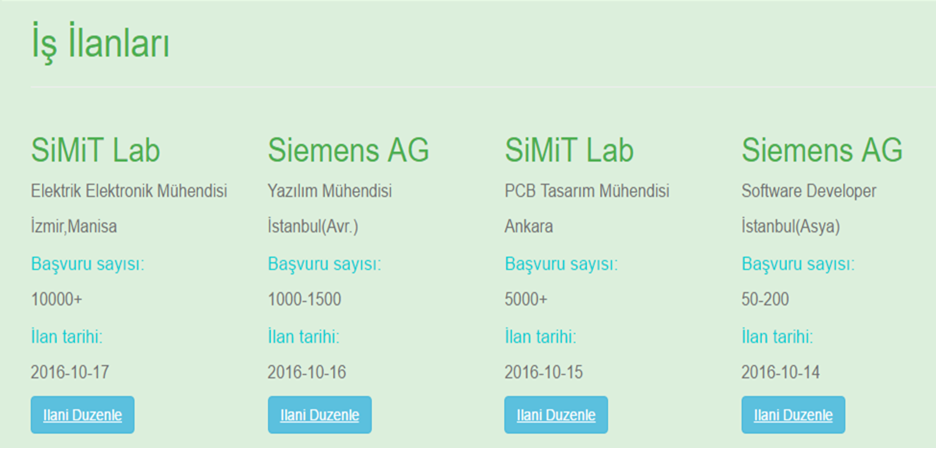 İş İlanları
SiMiT Lab
Elektrik Elektronik Mühendisi
İzmir,Manisa
Başvuru sayısı:
10000+
İlan tarihi:
2016-10-17
Ilani Duzenle
Siemens AG
Yazılım Mühendisi
İstanbul(Avr.)
Başvuru sayısı:
1000-1500
İlan tarihi:
2016-10-16
Ilani Duzenle
SiMiT Lab
PCB Tasarım Mühendisi
Ankara
Başvuru sayısı:
5000+
İlan tarihi:
2016-10-15
Ilani Duzenle
Siemens AG
Software Developer
İstanbul(Asya)
Başvuru sayısı:
50-200
İlan tarihi:
2016-10-14
Ilani Duzenle